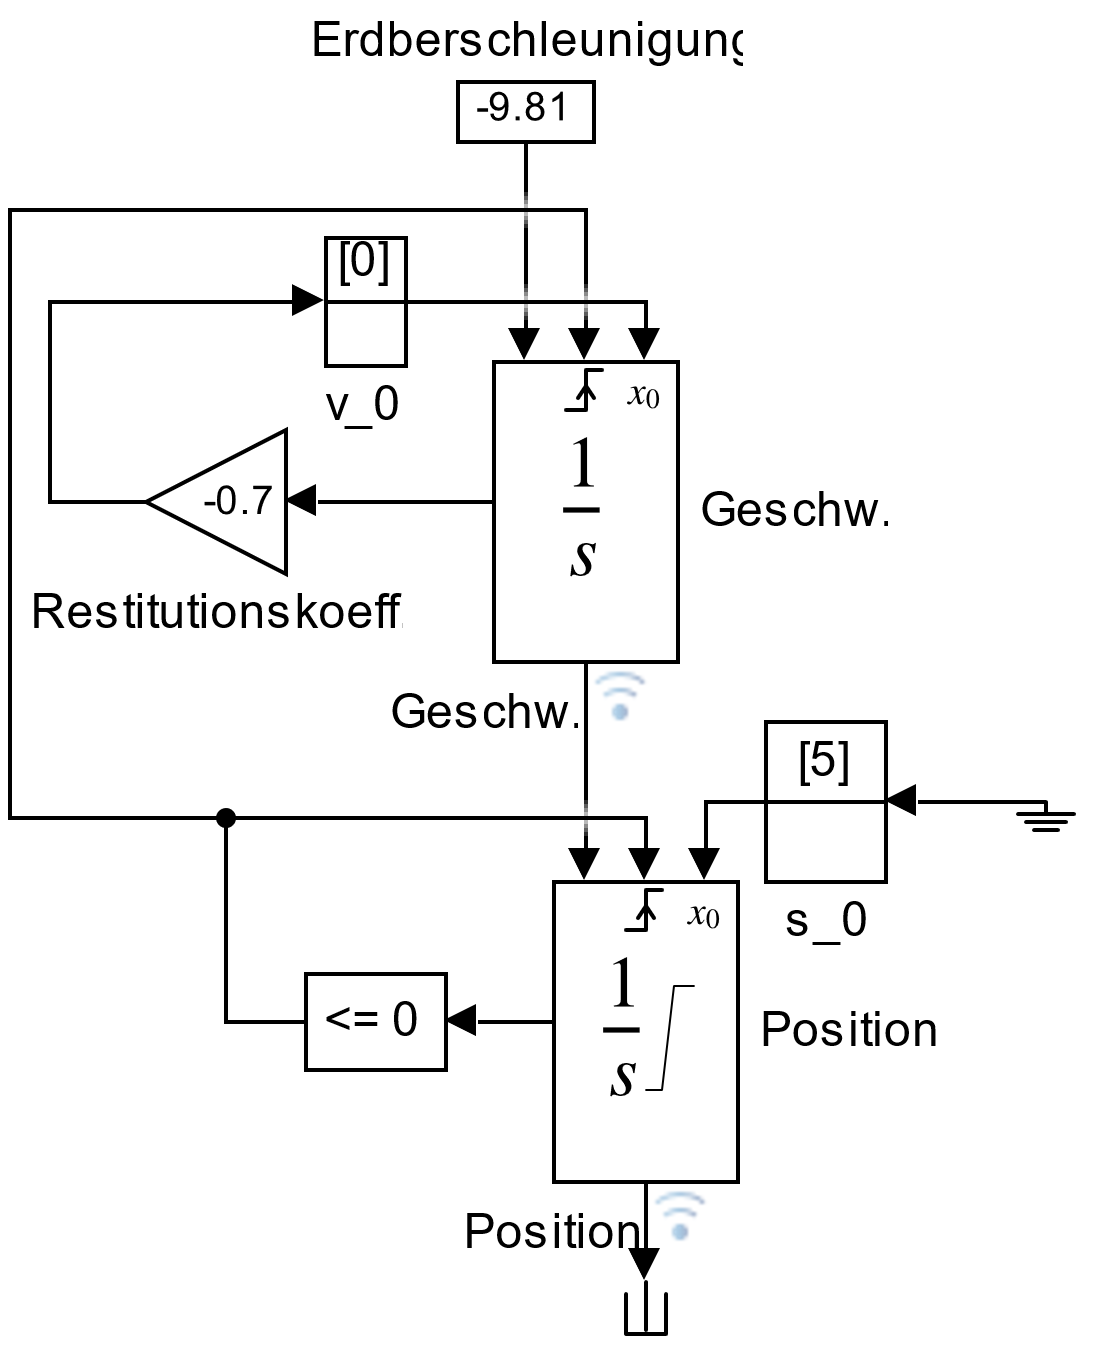 Erdberschleunigung
-9.81
[0]
v_0
x0
1
s
-0.7
Geschw.
Restitutionskoeff.
Geschw.
[5]
s_0
x0
1
s
<= 0
Position
Position